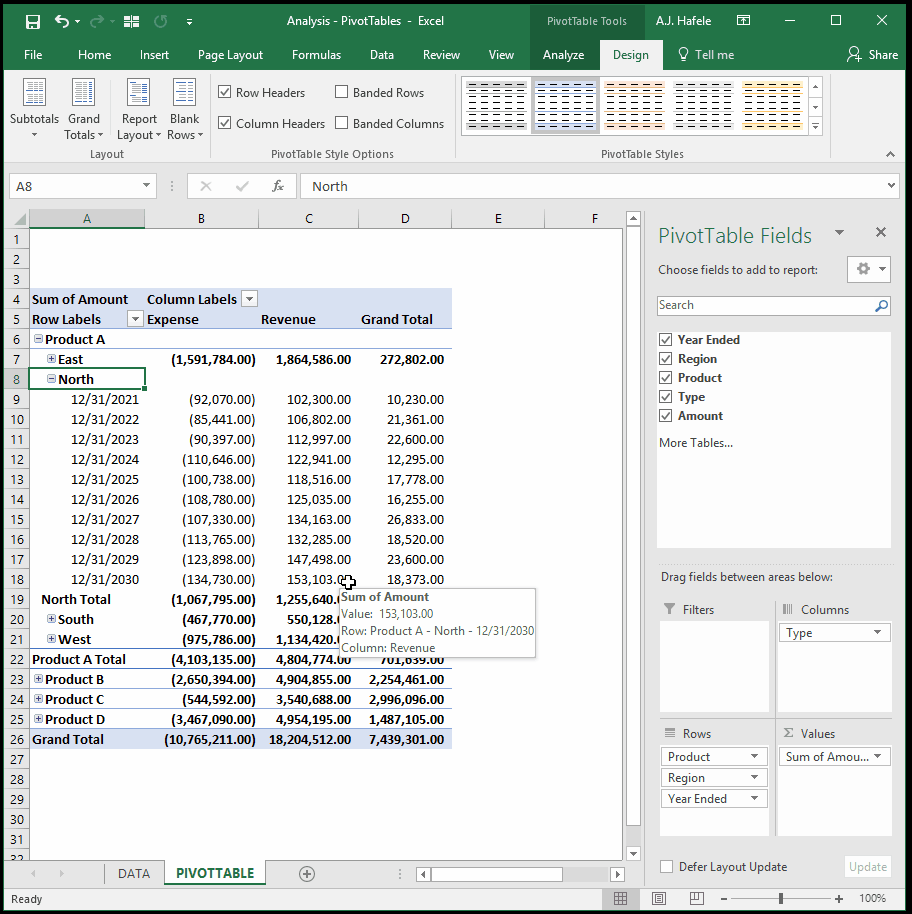 Analysis - PivotTables - Excel
PivotTable Tools
A.J. Hafele
File Home Insert Page Layout Formulas Data Review View Analyze Design Tell me Share
Subtotals
Grand Totals
Report Layout
Blank Rows
Layout
Row Headers
Banded Rows
Column Headers
Banded Columns
PivotTable Style Options
PivotTable Styles
A8
fx
North
A B C D E F
1
2
3
4 Sum of Amount Column Labels
5 Row Labels Expense Revenue Grand Total
6 Product A
7 East (1,591,784.00) 1,864,586.00 272,802.00
8 North
9 12/31/2021 (92,070.00) 102,300.00 10,230.00
10 12/31/2022 (85,441.00) 106,802.00 21,361.00
11 12/31/2023 (90,397.00) 112,997.00 22,600.00
12 12/31/2024 (110,646.00) 122,941.00 12,295.00
13 12/31/2025 (100,738.00) 118,516.00 17,778.00
14 12/31/2026 (108,780.00) 125,035.00 16,255.00
15 12/31/2027 (107,330.00) 134,163.00 26,833.00
16 12/31/2028 (113,765.00) 132,285.00 18,520.00
17 12/31/2029 (123,898.00) 147,498.00 23,600.00
18 12/31/2030 (134,730.00) 153,103.00 18,373.00
19 North Total (1,067,795.00) 1,255,640.
20 South (467,770.00) 550,128.
21 West (975,786.00) 1,134,420.
22 Product A Total (4,103,135.00) 4,804,774.00 701,639.00
23 Product B (2,650,394.00) 4,904,855.00 2,254,461.00
24 Product C (544,592.00) 3,540,688.00 2,996,096.00
25 Product D (3,467,090.00) 4,954,195.00 1,487,105.00
26 Grand Total (10,765,211.00) 18,204,512.00 7,439,301.00
27
28
29
30
31
32
Sum of Amount
Value: 153,103.00
Row: Product A - North - 12/31/2030
Column: Revenue
PivotTable Fields
Choose fields to add to report:
Search
Year Ended
Region
Product
Type
Amount
More Tables...
Drag fields between areas below:
Filters
Columns
Type
Rows
Product
Region
Year Ended
Σ Values
Sum of Amou...
Defer Layout Update
Update
DATA PIVOTTABLE
Ready
100%